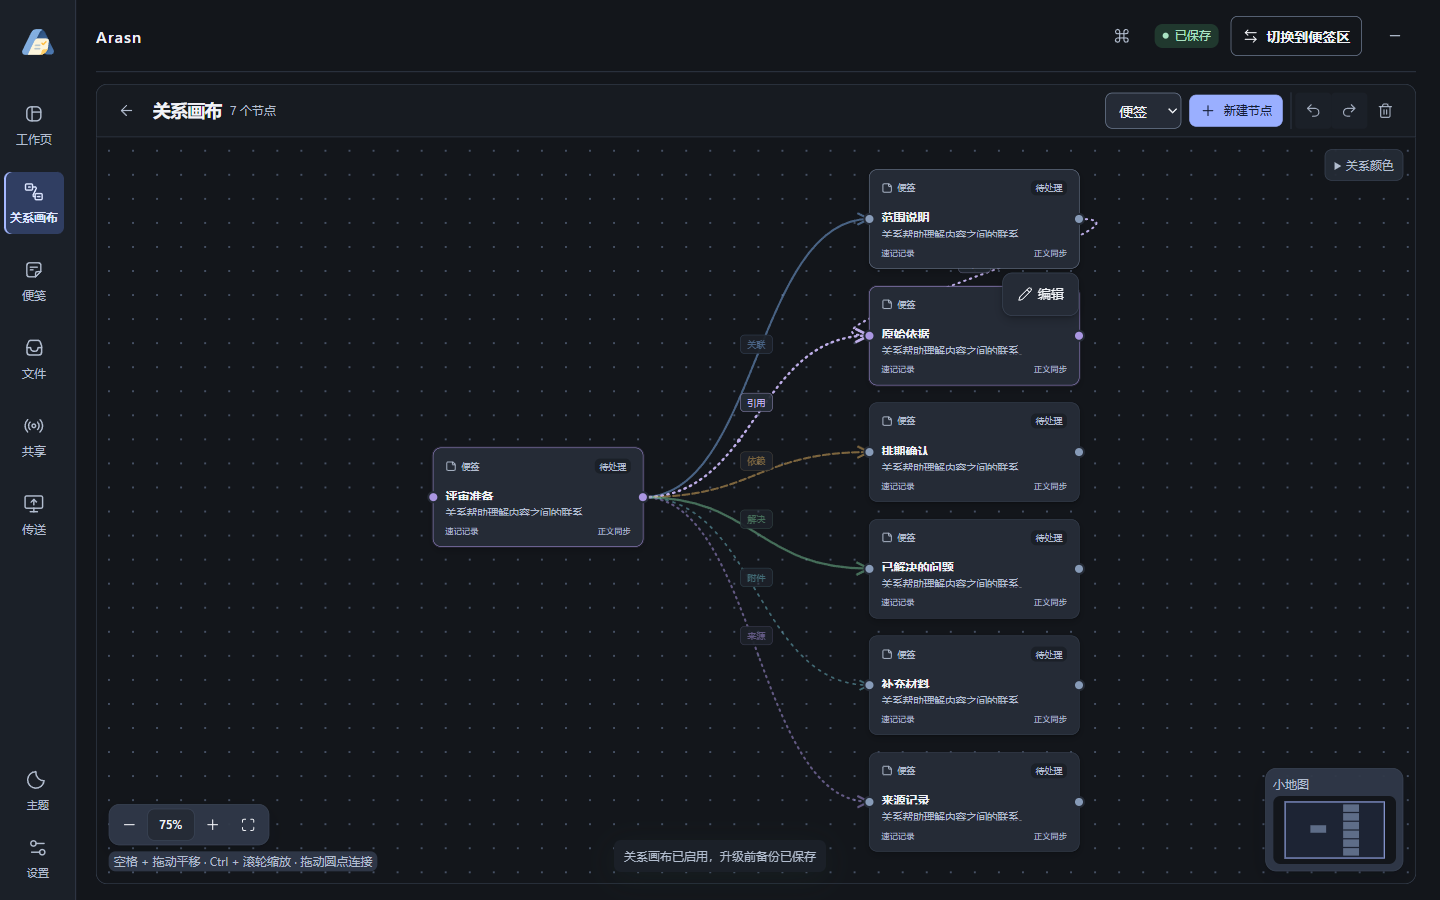 Arasn
已保存
切换到便签区
工作页
关系画布
便笺
文件
共享
传送
主题
设置
关系画布
7 个节点
便签
新建节点
关系颜色
便签
待处理
范围说明
关系帮助理解内容之间的联系
速记记录
正文同步
编辑
便签
原始依据
关系帮助理解内容之间的联系
速记记录
正文同步
便签
待处理
排期确认
关系帮助理解内容之间的联系
速记记录
正文同步
便签
待处理
已解决的问题
关系帮助理解内容之间的联系
速记记录
正文同步
便签
待处理
补充材料
关系帮助理解内容之间的联系
速记记录
正文同步
便签
待处理
来源记录
关系帮助理解内容之间的联系
速记记录
正文同步
便签
待处理
评审准备
关系帮助理解内容之间的联系
速记记录
正文同步
关联
引用
依赖
解决
附件
来源
75%
空格 + 拖动平移 · Ctrl + 滚轮缩放 · 拖动圆点连接
关系画布已启用，升级前备份已保存
小地图